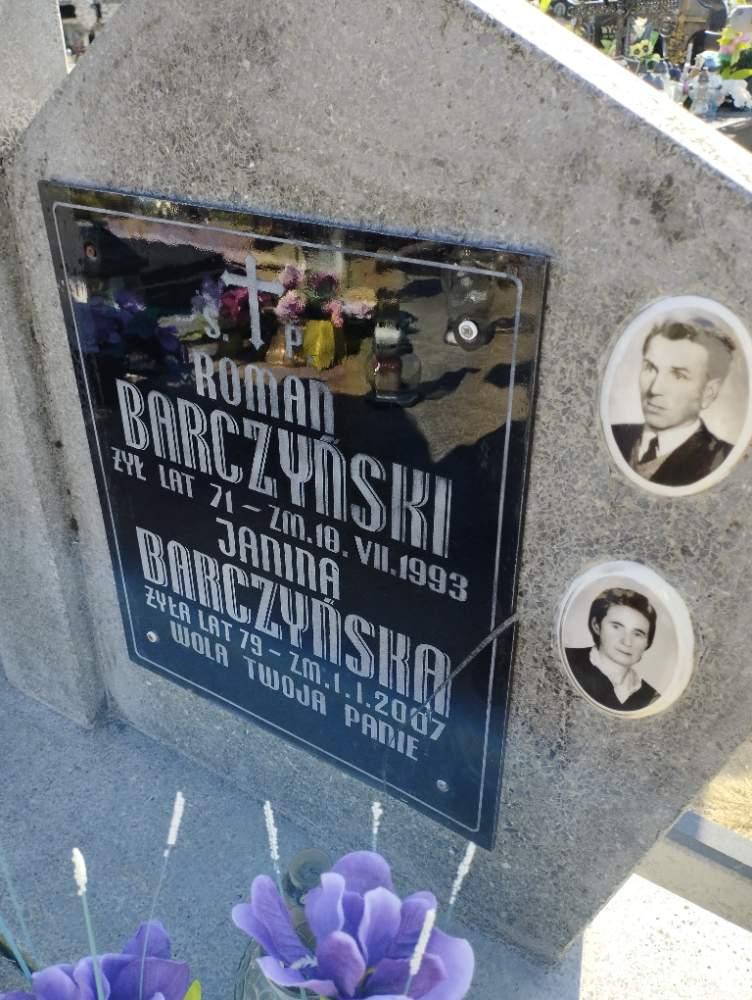 Ś P
ROMAN
BARCZYŃSKI
ŻYŁ LAT 71 - ZM. 18. VII. 1993
JANINA
BARCZYŃSKA
ŻYŁA LAT 79 - ZM. 1. I. 2007
WOLA TWOJA PANIE